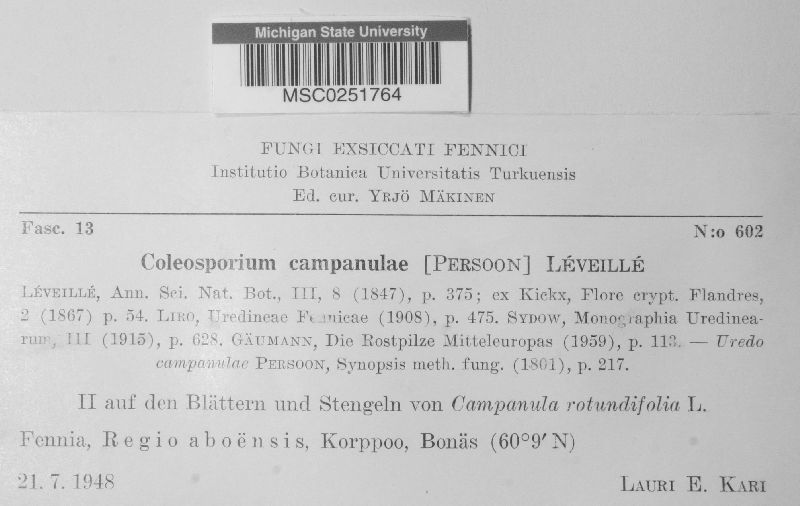 Michigan State University
MSC0251764
FUNGI EXSICCATI FENNICI
Institutio Botanica Universitatis Turkuensis
Ed. cur. YRJÖ MÄKINEN
Fasc. 13 N:o 602
Coleosporium campanulae [PERSOON] LÉVEILLÉ
LÉVEILLÉ, Ann. Sci. Nat. Bot., III, 8 (1847), p. 375; ex Kickx, Flore crypt. Flandres,
2 (1867) p. 54. LIRO, Uredineae Fennicae (1908), p. 475. SYDOW, Monographia Uredinea-
rum, III (1915), p. 628. GÄUMANN, Die Rostpilze Mitteleuropas (1959), p. 113. — Uredo
campanulae PERSOON, Synopsis meth. fung. (1801), p. 217.
II auf den Blättern und Stengeln von Campanula rotundifolia L.
Fennia, Regio aboënsis, Korppoo, Bonäs (60°9′ N)
21. 7. 1948 LAURI E. KARI